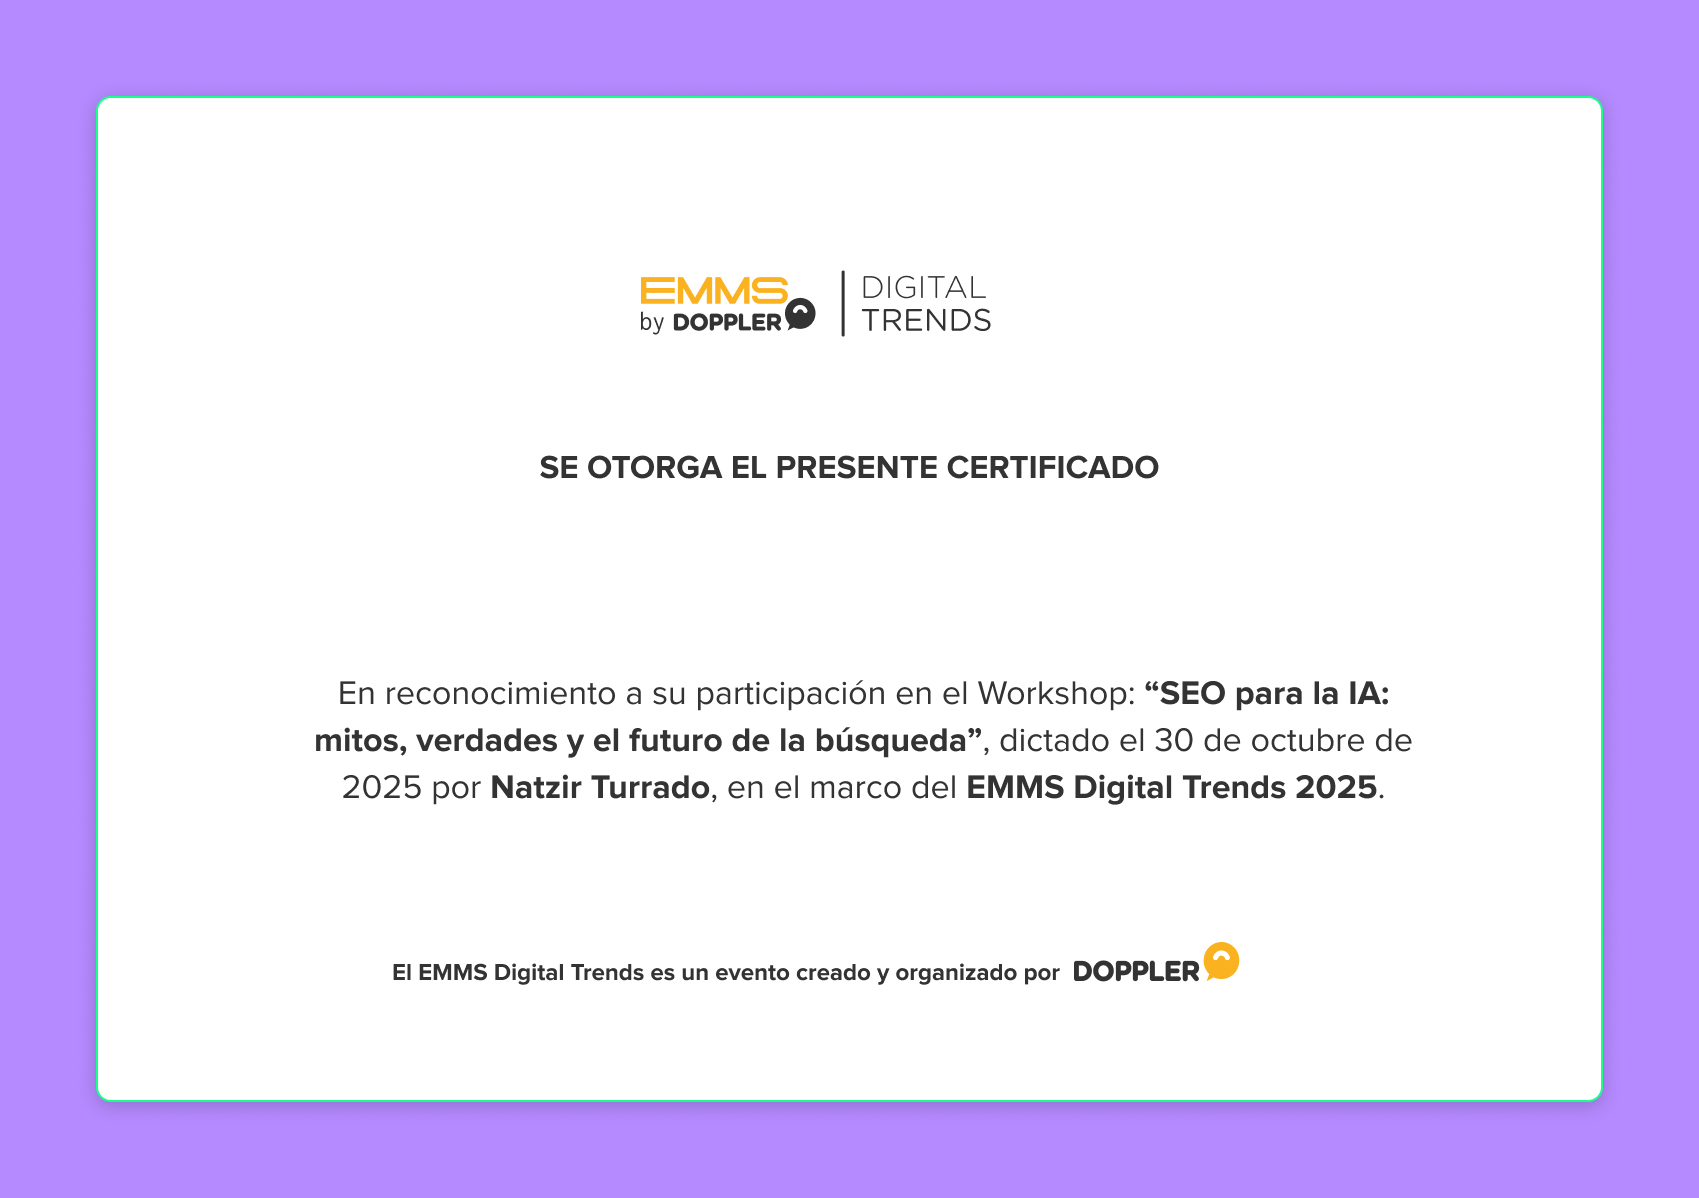 EMMS
by DOPPLER
DIGITAL
TRENDS
SE OTORGA EL PRESENTE CERTIFICADO
En reconocimiento a su participación en el Workshop: “SEO para la IA:
mitos, verdades y el futuro de la búsqueda”, dictado el 30 de octubre de
2025 por Natzir Turrado, en el marco del EMMS Digital Trends 2025.
El EMMS Digital Trends es un evento creado y organizado por DOPPLER